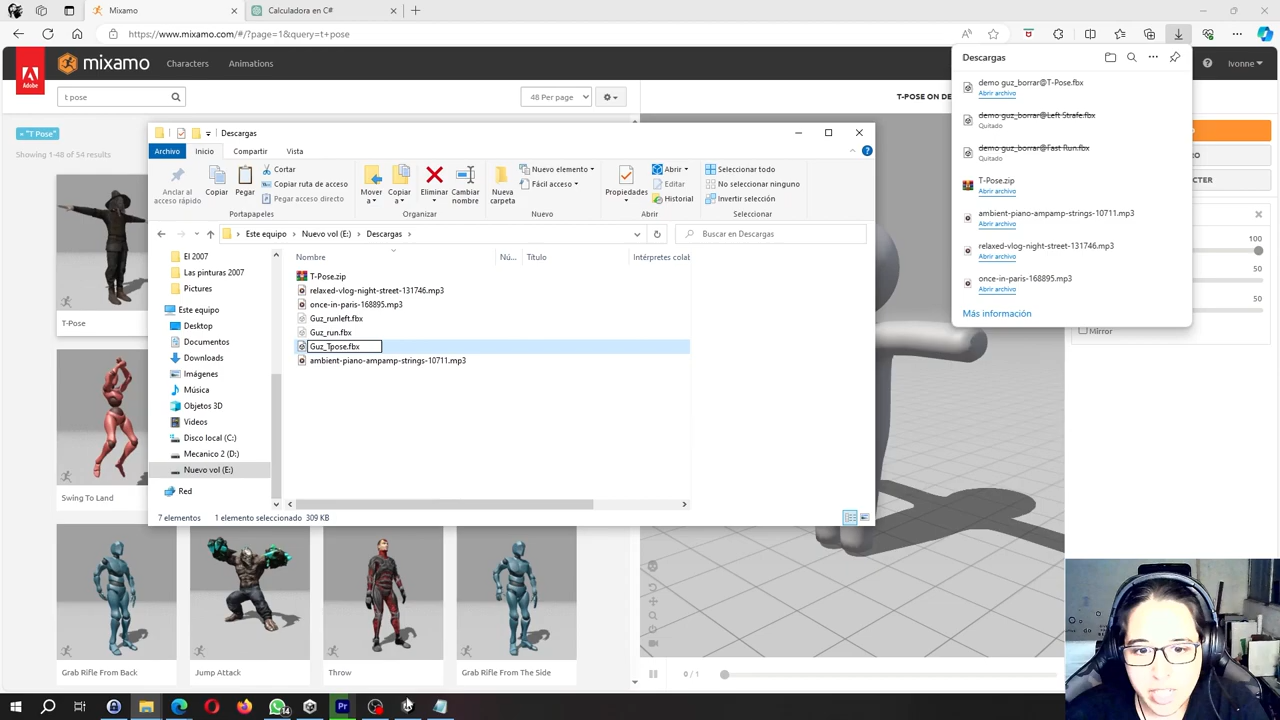 Mixamo
Calculadora en C#
https://www.mixamo.com/#/?page=1&query=t+pose
Adobe
mixamo
Characters
Animations
Ivonne
t pose
48 Per page
T-POSE ON DE
» "T Pose"
Showing 1-48 of 54 results
T-Pose
Swing To Land
Grab Rifle From Back
Jump Attack
Throw
Grab Rifle From The Side
Descargas
Archivo
Inicio
Compartir
Vista
Anclar al
acceso rápido
Copiar
Pegar
Cortar
Copiar ruta de acceso
Pegar acceso directo
Portapapeles
Mover
a
Copiar
a
Eliminar
Cambiar
nombre
Organizar
Nueva
carpeta
Nuevo elemento
Fácil acceso
Nuevo
Propiedades
Abrir
Editar
Historial
Abrir
Seleccionar todo
No seleccionar ninguno
Invertir selección
Seleccionar
Este equipo
Nuevo vol (E:)
Descargas
Buscar en Descargas
El 2007
Las pinturas 2007
Pictures
Este equipo
Desktop
Documentos
Downloads
Imágenes
Música
Objetos 3D
Videos
Disco local (C:)
Mecanico 2 (D:)
Nuevo vol (E:)
Red
Nombre
Nú...
Título
Intérpretes colab
T-Pose.zip
relaxed-vlog-night-street-131746.mp3
once-in-paris-168895.mp3
Guz_runleft.fbx
Guz_run.fbx
Guz_Tpose.fbx
ambient-piano-ampamp-strings-10711.mp3
7 elementos
1 elemento seleccionado 309 KB
Descargas
demo guz_borrar@T-Pose.fbx
Abrir archivo
demo guz_borrar@Left Strafe.fbx
Quitado
demo guz_borrar@Fast Run.fbx
Quitado
T-Pose.zip
Abrir archivo
ambient-piano-ampamp-strings-10711.mp3
Abrir archivo
relaxed-vlog-night-street-131746.mp3
Abrir archivo
once-in-paris-168895.mp3
Abrir archivo
Más información
RO
CTER
100
50
50
Mirror
0 / 1
Pr
14